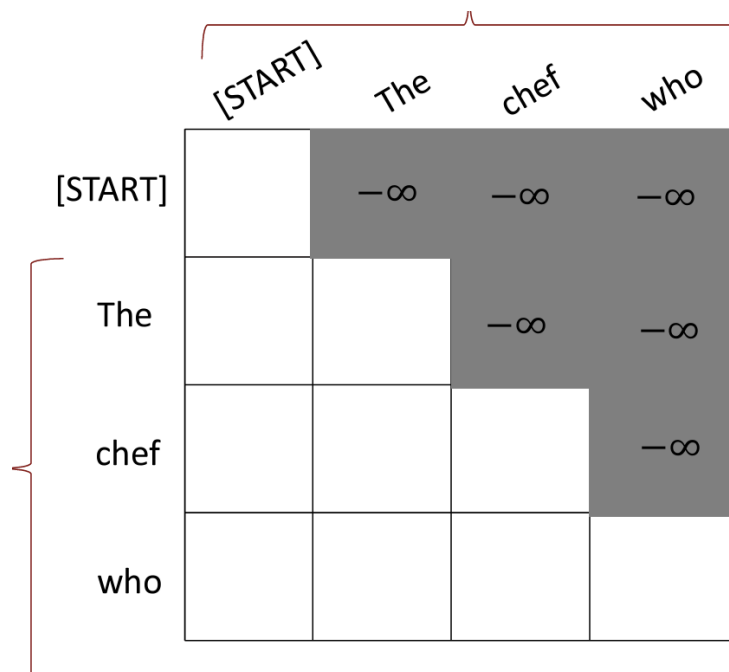 [START] The chef who
[START] −∞ −∞ −∞
The −∞ −∞
chef −∞
who